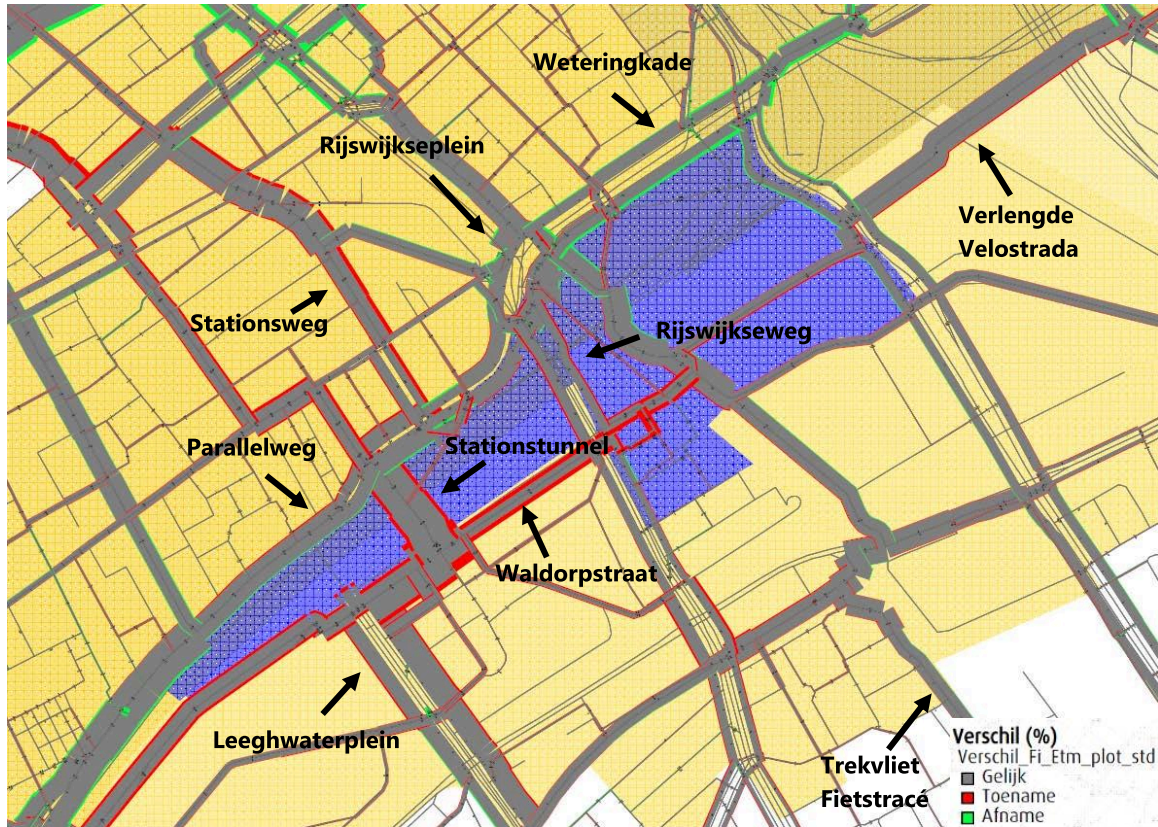 Weteringkade
Rijswijkseplein
Verlengde
Velostrada
Stationsweg
Rijswijkseweg
Parallelweg
Stationstunnel
Waldorpstraat
Leeghwaterplein
Trekvliet
Fietstracé
Verschil (%)
Verschil_Fi_Etm_plot_std
Gelijk
Toename
Afname